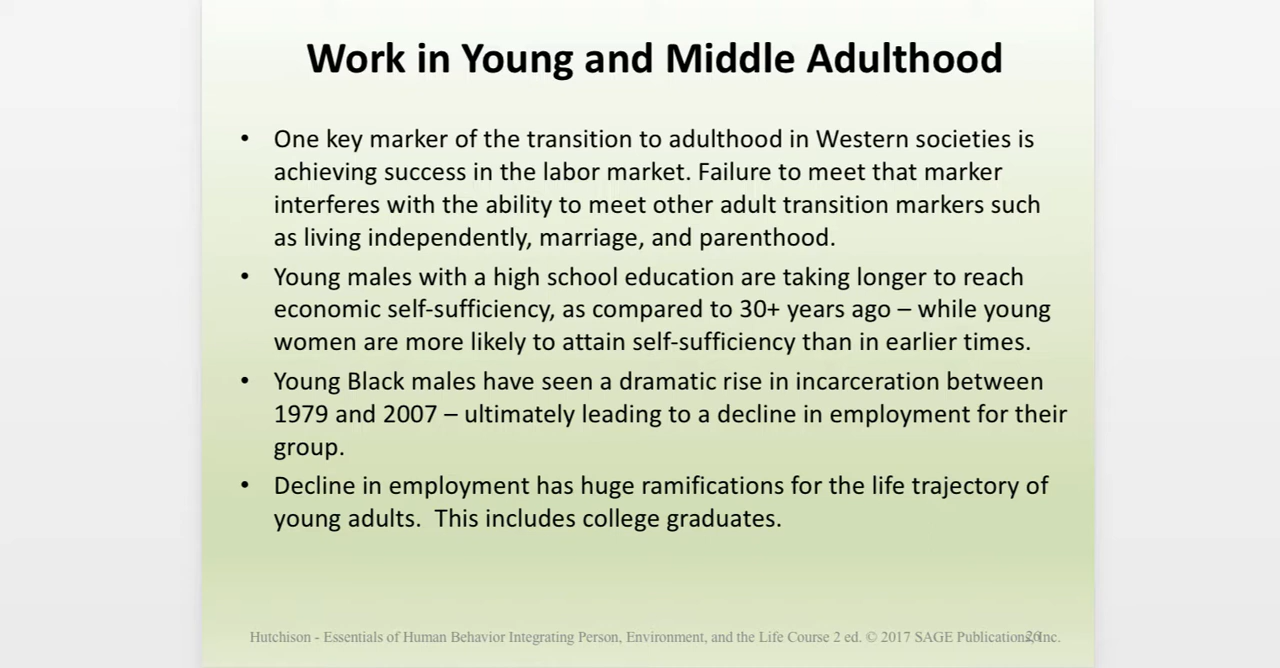 Work in Young and Middle Adulthood
• One key marker of the transition to adulthood in Western societies is
achieving success in the labor market. Failure to meet that marker
interferes with the ability to meet other adult transition markers such
as living independently, marriage, and parenthood.
• Young males with a high school education are taking longer to reach
economic self-sufficiency, as compared to 30+ years ago – while young
women are more likely to attain self-sufficiency than in earlier times.
• Young Black males have seen a dramatic rise in incarceration between
1979 and 2007 – ultimately leading to a decline in employment for their
group.
• Decline in employment has huge ramifications for the life trajectory of
young adults.  This includes college graduates.
Hutchison - Essentials of Human Behavior Integrating Person, Environment, and the Life Course 2 ed. © 2017 SAGE Publications, Inc.
26